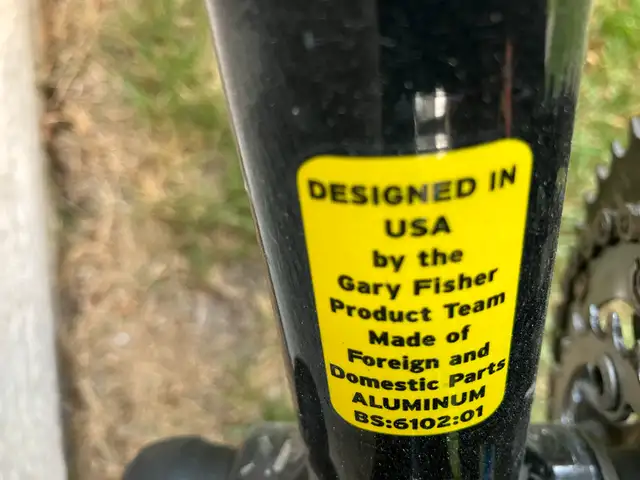 DESIGNED IN
USA
by the
Gary Fisher
Product Team
Made of
Foreign and
Domestic Parts
ALUMINUM
BS:6102:01